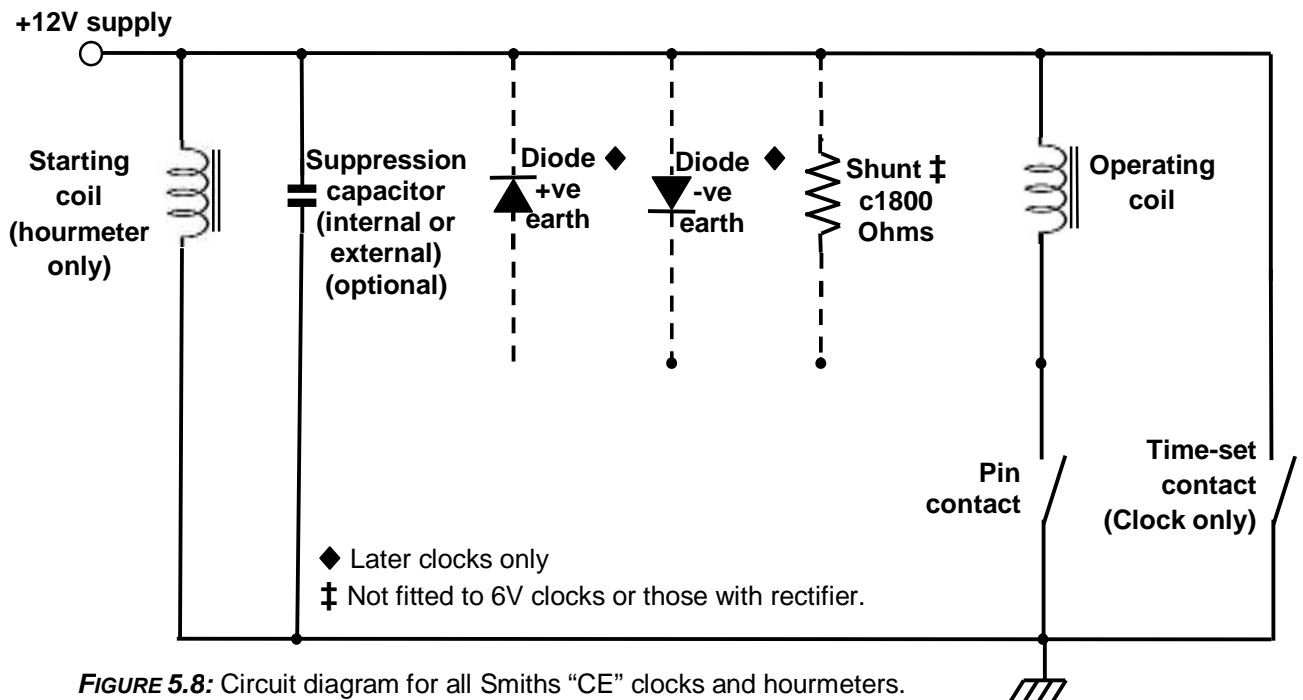 +12V supply
Starting
coil
(hourmeter
only)
Suppression
capacitor
(internal or
external)
(optional)
Diode ♦
+ve
earth
Diode ♦
-ve
earth
Shunt ‡
c1800
Ohms
Operating
coil
Pin
contact
Time-set
contact
(Clock only)
♦ Later clocks only
‡ Not fitted to 6V clocks or those with rectifier.
FIGURE 5.8: Circuit diagram for all Smiths “CE” clocks and hourmeters.